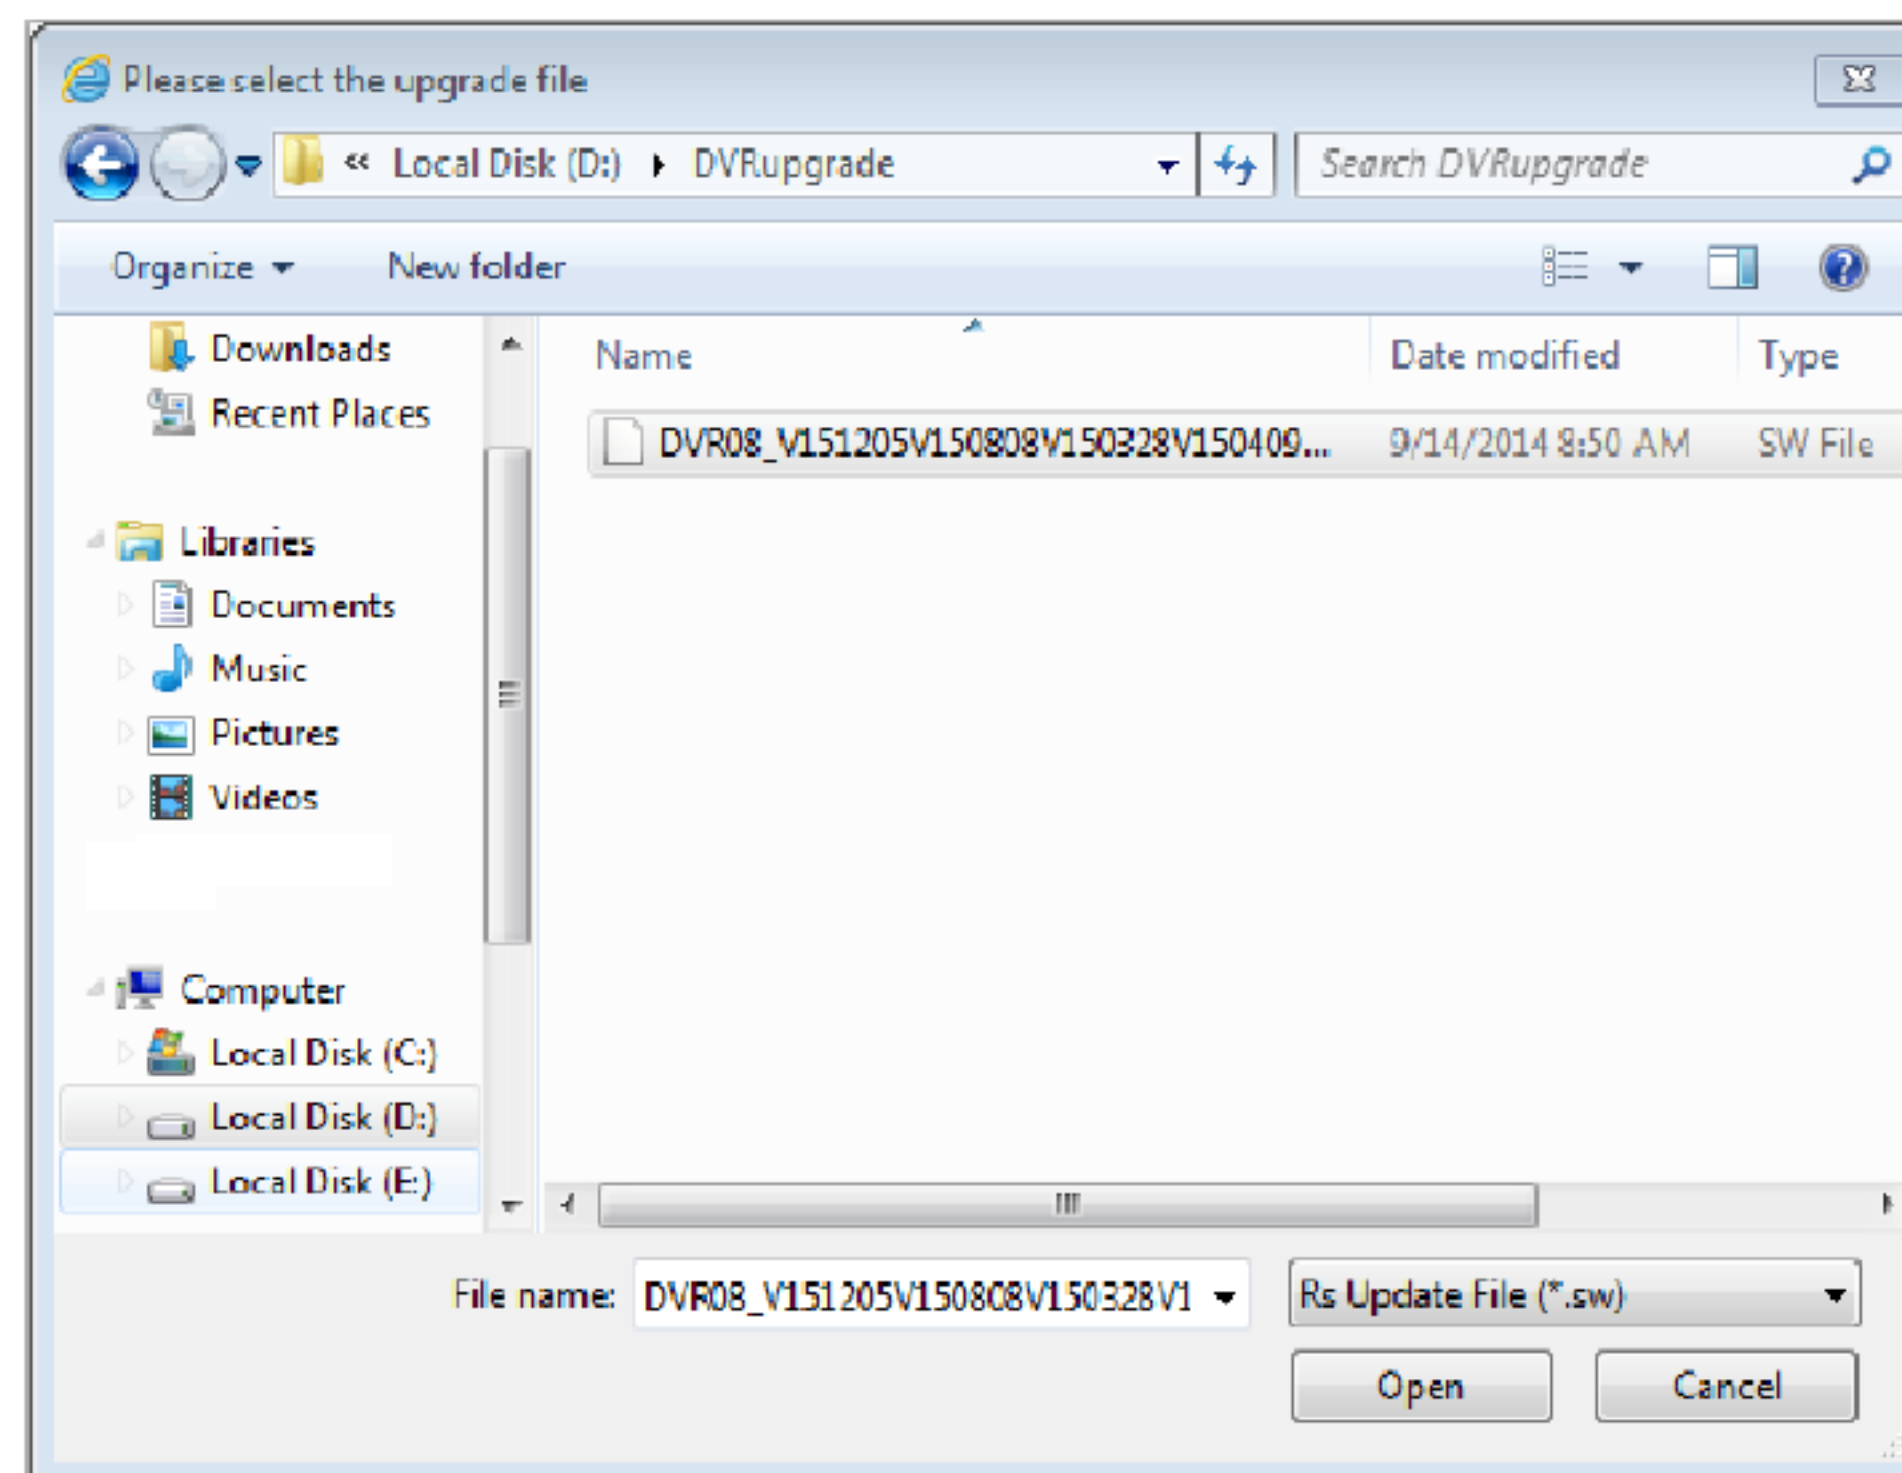 Please select the upgrade file
« Local Disk (D:) ▸ DVRupgrade
Search DVRupgrade
Organize
New folder
Name
Date modified
Type
DVR08_V151205V150808V150328V150409...
9/14/2014 8:50 AM
SW File
Downloads
Recent Places
Libraries
Documents
Music
Pictures
Videos
Computer
Local Disk (C:)
Local Disk (D:)
Local Disk (E:)
File name:
DVR08_V151205V150808V150328V1
Rs Update File (*.sw)
Open
Cancel